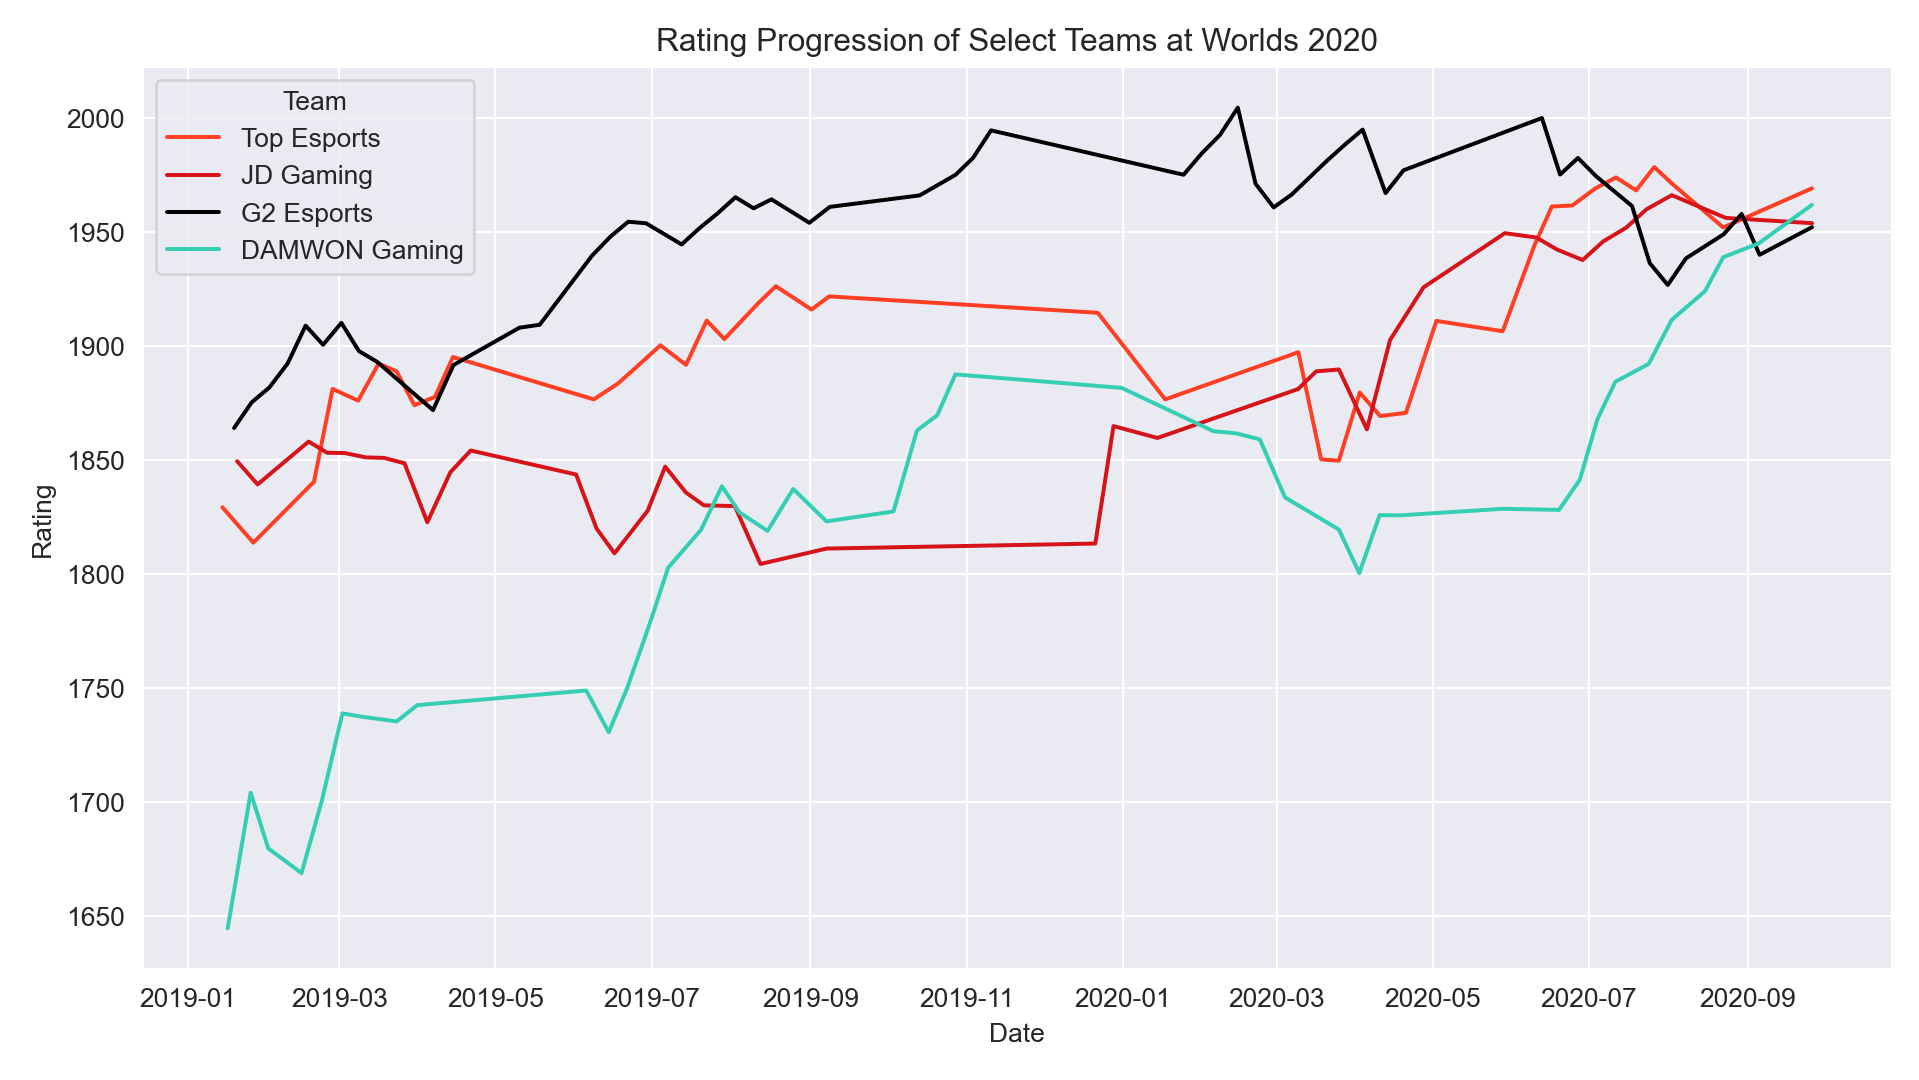 Rating Progression of Select Teams at Worlds 2020
Team
Top Esports
JD Gaming
G2 Esports
DAMWON Gaming
Rating
2000
1950
1900
1850
1800
1750
1700
1650
2019-01 2019-03 2019-05 2019-07 2019-09 2019-11 2020-01 2020-03 2020-05 2020-07 2020-09
Date